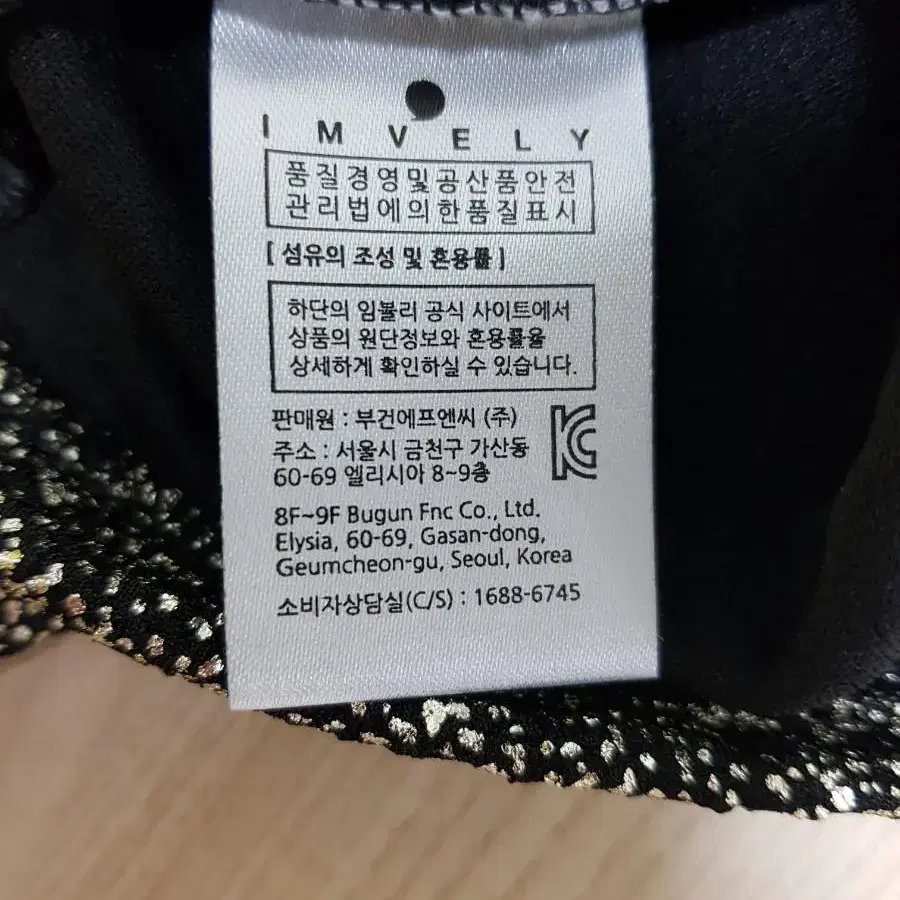 IMVELY
품질경영및공산품안전
관리법에의한품질표시
[ 섬유의 조성 및 혼용률 ]
하단의 임블리 공식 사이트에서
상품의 원단정보와 혼용률을
상세하게 확인하실 수 있습니다.
판매원 : 부건에프엔씨 (주)
주소 : 서울시 금천구 가산동
60-69 엘리시아 8~9층
8F~9F Bugun Fnc Co., Ltd.
Elysia, 60-69, Gasan-dong,
Geumcheon-gu, Seoul, Korea
소비자상담실(C/S) : 1688-6745